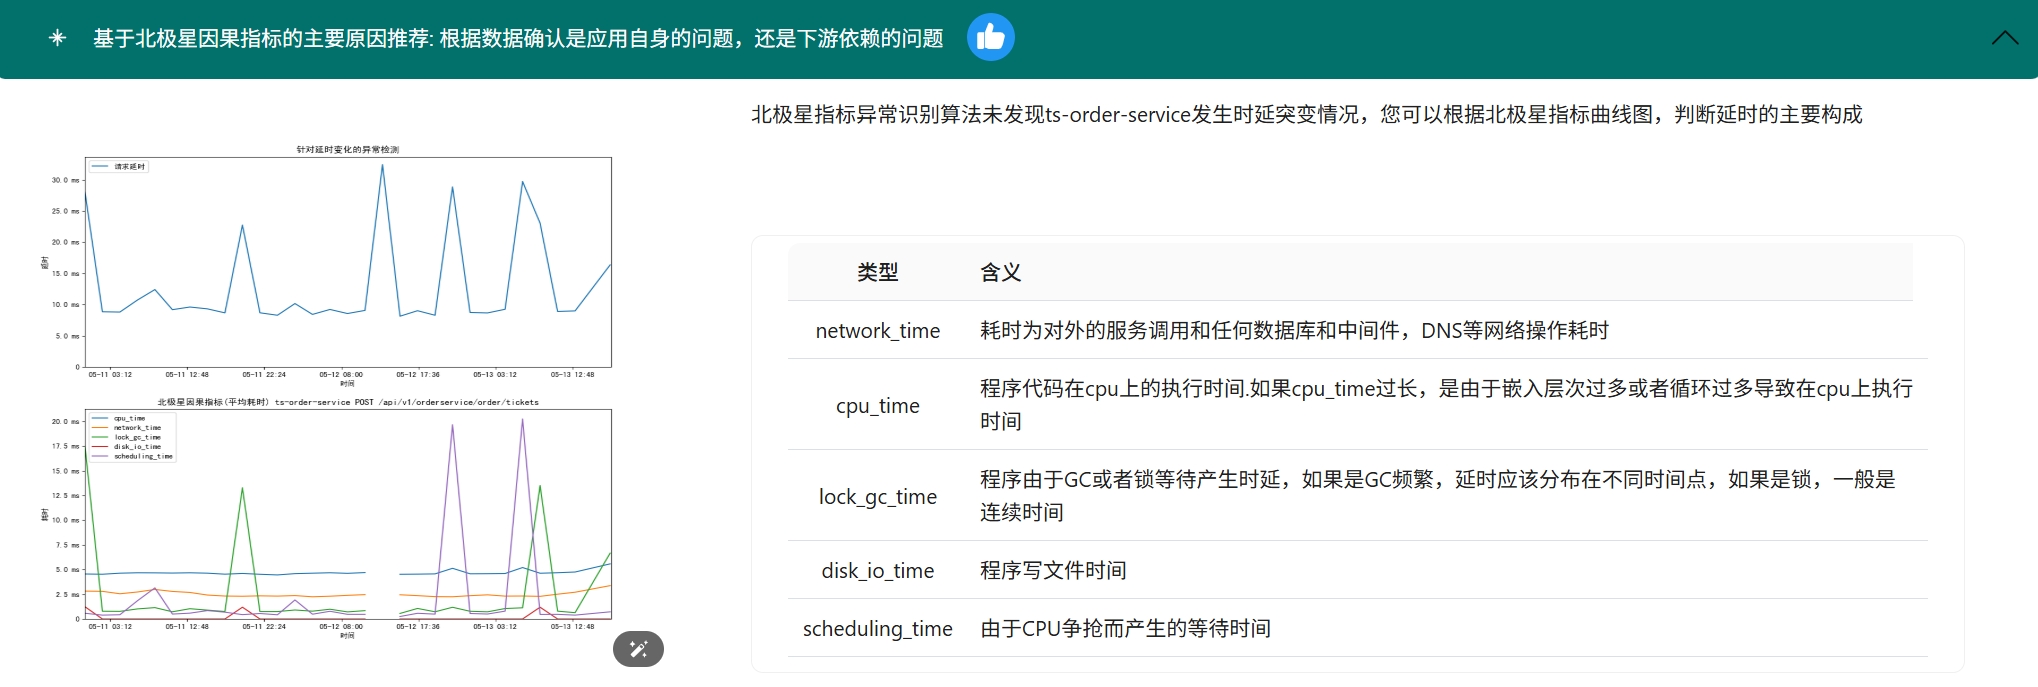 基于北极星因果指标的主要原因推荐: 根据数据确认是应用自身的问题，还是下游依赖的问题
北极星指标异常识别算法未发现ts-order-service发生时延突变情况，您可以根据北极星指标曲线图，判断延时的主要构成
针对延时变化的异常检测
请求延时
30.0 ms
25.0 ms
20.0 ms
15.0 ms
10.0 ms
5.0 ms
0
延时
05-11 03:12
05-11 12:48
05-11 22:24
05-12 08:00
05-12 17:36
05-13 03:12
05-13 12:48
时间
北极星因果指标(平均耗时) ts-order-service POST /api/v1/orderservice/order/tickets
cpu_time
network_time
lock_gc_time
disk_io_time
scheduling_time
20.0 ms
17.5 ms
15.0 ms
12.5 ms
10.0 ms
7.5 ms
5.0 ms
2.5 ms
0
耗时
05-11 03:12
05-11 12:48
05-11 22:24
05-12 08:00
05-12 17:36
05-13 03:12
05-13 12:48
时间
类型 含义
network_time 耗时为对外的服务调用和任何数据库和中间件，DNS等网络操作耗时
cpu_time 程序代码在cpu上的执行时间.如果cpu_time过长，是由于嵌入层次过多或者循环过多导致在cpu上执行
时间
lock_gc_time 程序由于GC或者锁等待产生时延，如果是GC频繁，延时应该分布在不同时间点，如果是锁，一般是
连续时间
disk_io_time 程序写文件时间
scheduling_time 由于CPU争抢而产生的等待时间